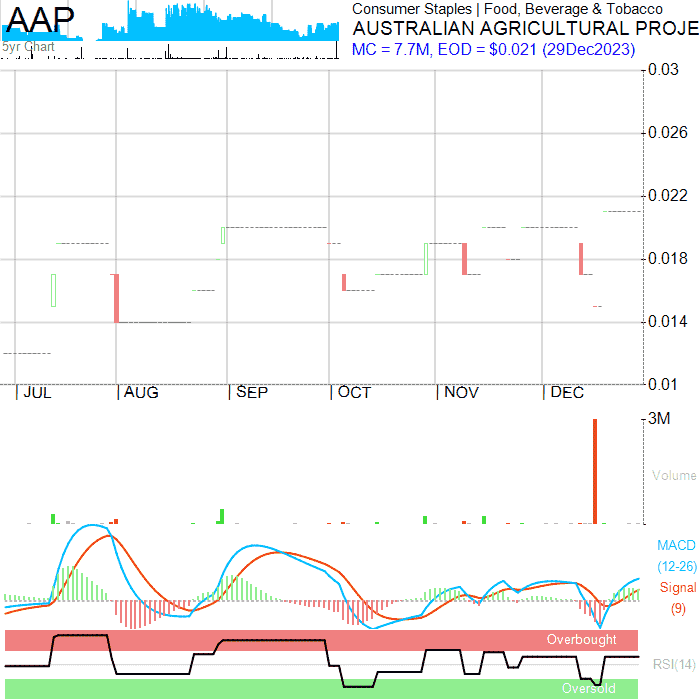 AAP
5yr Chart
Consumer Staples | Food, Beverage & Tobacco
AUSTRALIAN AGRICULTURAL PROJE
MC = 7.7M, EOD = $0.021 (29Dec2023)
0.03
0.026
0.022
0.018
0.014
0.01
JUL
AUG
SEP
OCT
NOV
DEC
3M
Volume
MACD
(12-26)
Signal
(9)
Overbought
RSI(14)
Oversold